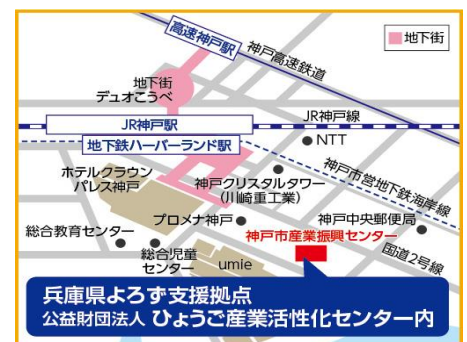 高速神戸駅
地下街
神戸高速鉄道
地下街
デュオこうべ
JR神戸駅
JR神戸線
地下鉄ハーバーランド駅
NTT
ホテルクラウン
パレス神戸
神戸クリスタルタワー
(川崎重工業)
神戸市営地下鉄海岸線
プロメナ神戸
神戸中央郵便局
総合教育センター
神戸市産業振興センター
総合児童
センター
umie
国道2号線
兵庫県よろず支援拠点
公益財団法人 ひょうご産業活性化センター内